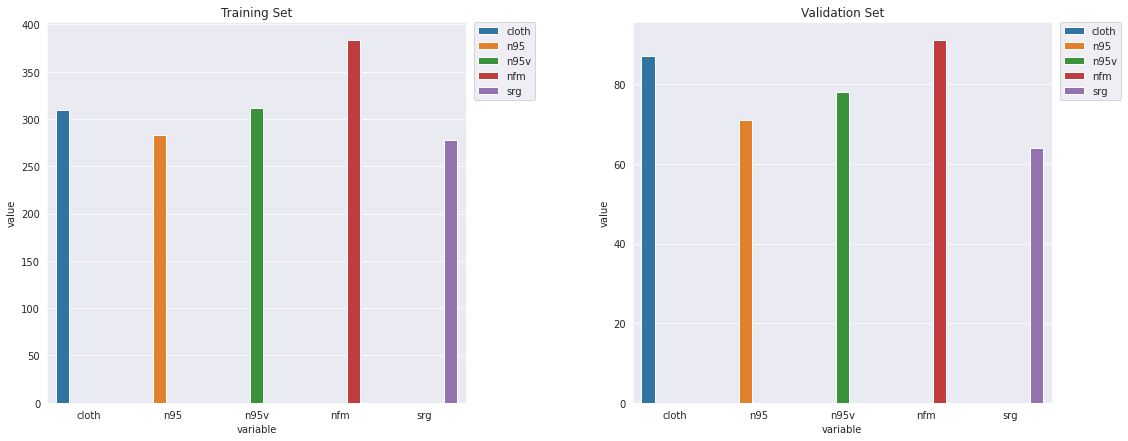 Training Set
400
350
300
250
200
150
100
50
0
value
cloth
n95
n95v
nfm
srg
variable
cloth
n95
n95v
nfm
srg
Validation Set
80
60
40
20
0
value
cloth
n95
n95v
nfm
srg
variable
cloth
n95
n95v
nfm
srg